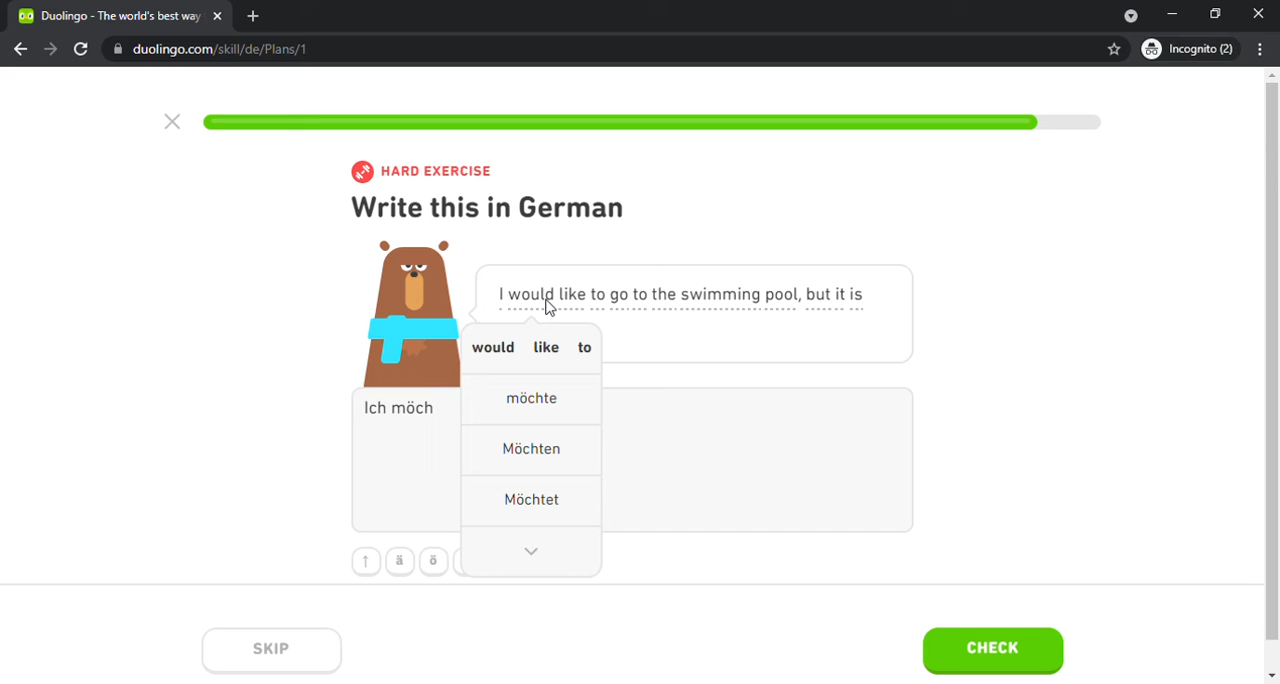 Duolingo - The world's best way
duolingo.com/skill/de/Plans/1
Incognito (2)
HARD EXERCISE
Write this in German
I would like to go to the swimming pool, but it is
would like to
möchte
Möchten
Möchtet
Ich möch
↑ ä ö
SKIP
CHECK